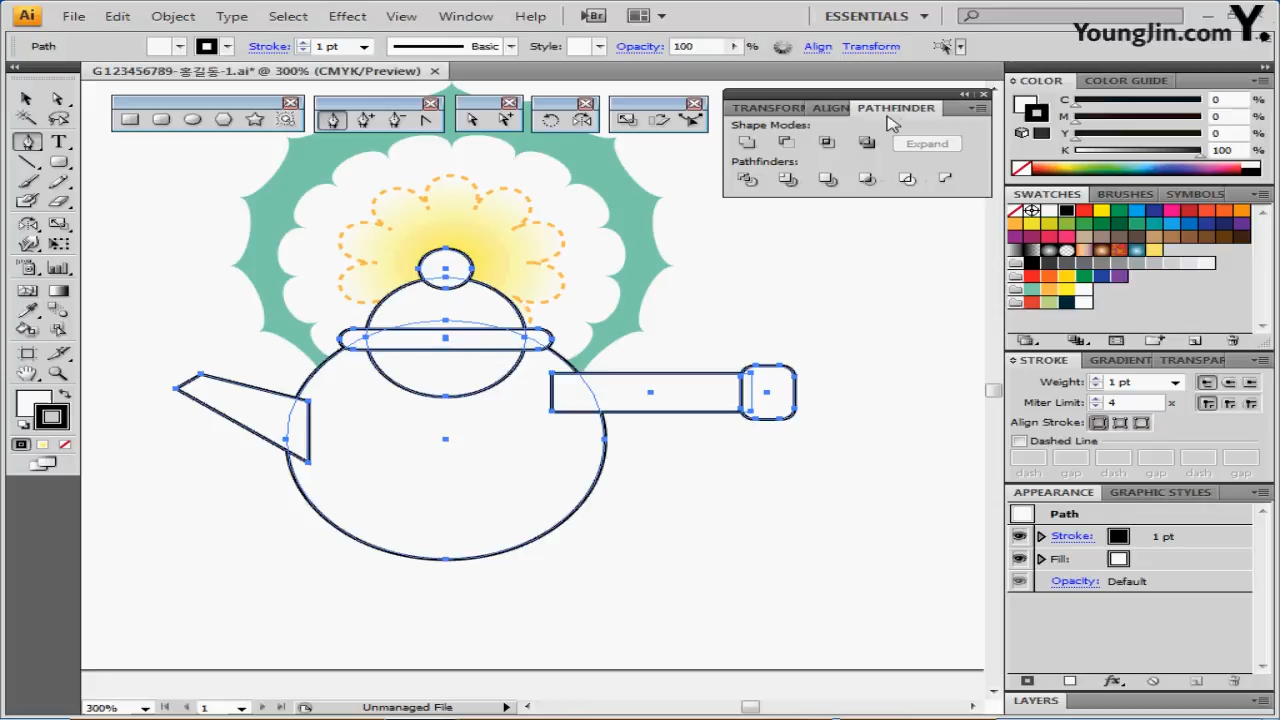 Ai File Edit Object Type Select Effect View Window Help Br ESSENTIALS
YoungJin.com Y.
Path Stroke: 1 pt Basic Style: Opacity: 100 % Align Transform
G123456789-홍길동-1.ai* @ 300% (CMYK/Preview) ×
COLOR COLOR GUIDE
C 0 %
M 0 %
Y 0 %
K 100 %
TRANSFORM ALIGN PATHFINDER
Shape Modes:
Expand
Pathfinders:
SWATCHES BRUSHES SYMBOLS
STROKE GRADIENT TRANSPAR
Weight: 1 pt
Miter Limit: 4 x
Align Stroke:
Dashed Line
dash gap dash gap dash gap
APPEARANCE GRAPHIC STYLES
Path
Stroke: 1 pt
Fill:
Opacity: Default
LAYERS
300% 1 Unmanaged File